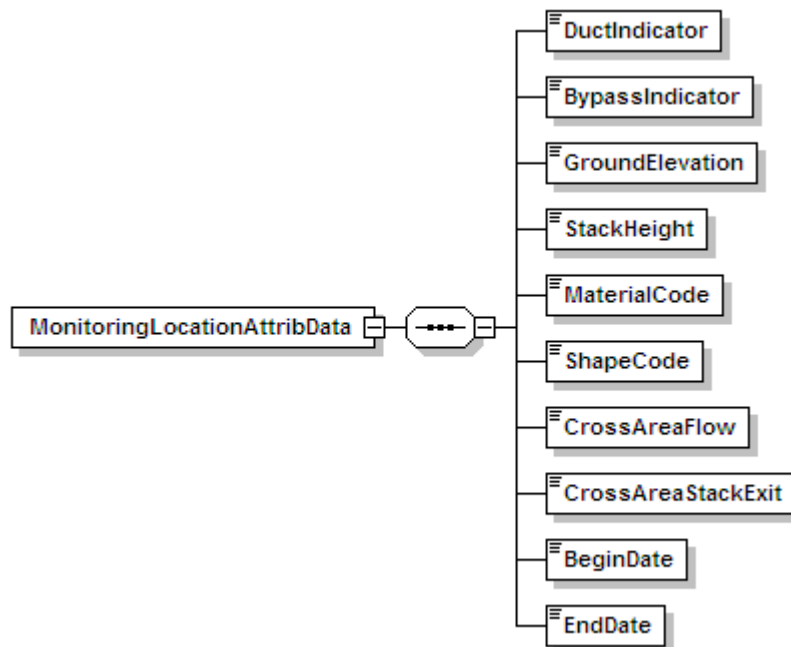 DuctIndicator
BypassIndicator
GroundElevation
StackHeight
MaterialCode
MonitoringLocationAttribData
ShapeCode
CrossAreaFlow
CrossAreaStackExit
BeginDate
EndDate